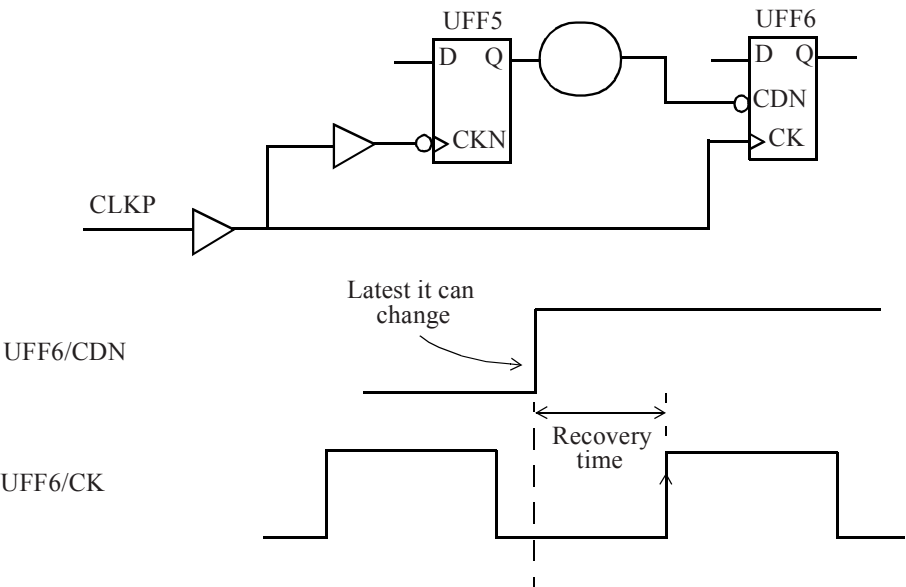 UFF5
UFF6
D Q
D Q
CDN
CKN
CK
CLKP
Latest it can
change
UFF6/CDN
Recovery
time
UFF6/CK